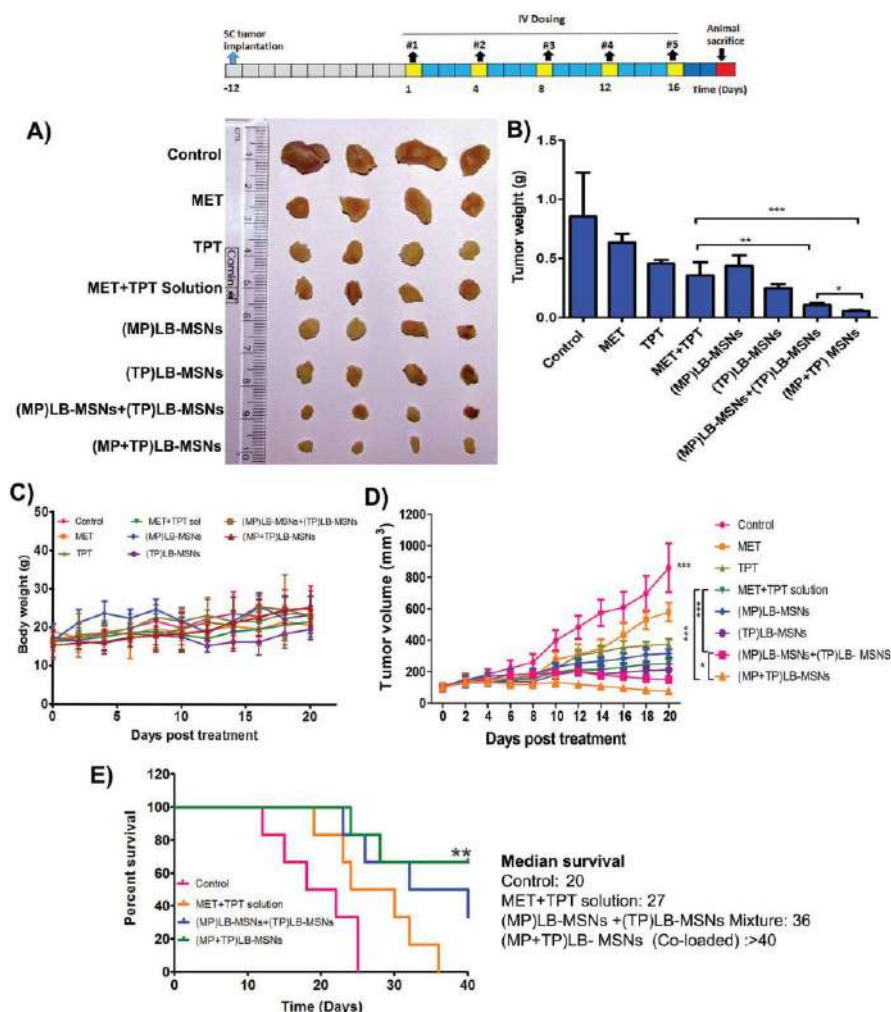 SC tumor
implantation
IV Dosing
Animal
sacrifice
#1 #2 #3 #4 #5
-12 1 4 8 12 16 Time (Days)
A)
Control
MET
TPT
MET+TPT Solution
(MP)LB-MSNs
(TP)LB-MSNs
(MP)LB-MSNs+(TP)LB-MSNs
(MP+TP)LB-MSNs
cm
1
2
3
4
5
6
7
8
9
10
B)
Tumor weight (g)
1.5
1.0
0.5
0.0
***
**
*
Control
MET
TPT
MET+TPT
(MP)LB-MSNs
(TP)LB-MSNs
(MP)LB-MSNs+(TP)LB-MSNs
(MP+TP) MSNs
C)
Body weight (g)
50
40
30
20
10
0
Control
MET
TPT
MET+TPT sol
(MP)LB-MSNs
(TP)LB-MSNs
(MP)LB-MSNs+(TP)LB-MSNs
(MP+TP)LB-MSNs
0 5 10 15 20
Days post treatment
D)
Tumor volume (mm³)
1200
1000
800
600
400
200
0
0 2 4 6 8 10 12 14 16 18 20
Days post treatment
***
Control
MET
TPT
MET+TPT solution
(MP)LB-MSNs
(TP)LB-MSNs
(MP)LB-MSNs+(TP)LB- MSNS
(MP+TP)LB-MSNs
***
***
*
E)
Percent survival
120
100
80
60
40
20
0
**
Control
MET+TPT solution
(MP)LB-MSNs+(TP)LB-MSNs
(MP+TP)LB-MSNs
0 10 20 30 40
Time (Days)
Median survival
Control: 20
MET+TPT solution: 27
(MP)LB-MSNs +(TP)LB-MSNs Mixture: 36
(MP+TP)LB- MSNs (Co-loaded) :>40